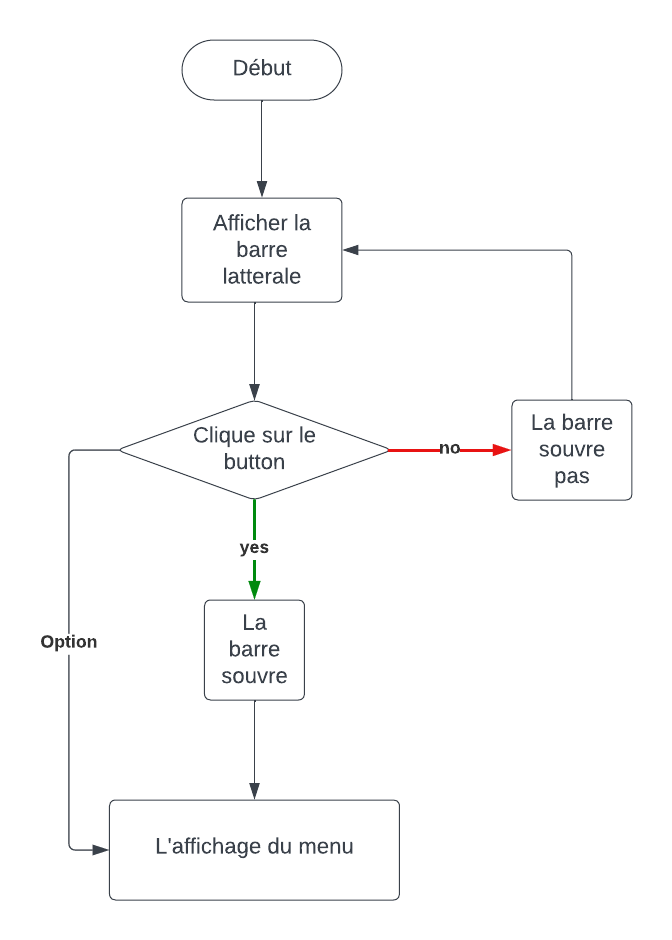 Début
Afficher la
barre
latterale
Clique sur le
button
no
La barre
souvre
pas
yes
La
barre
souvre
Option
L'affichage du menu